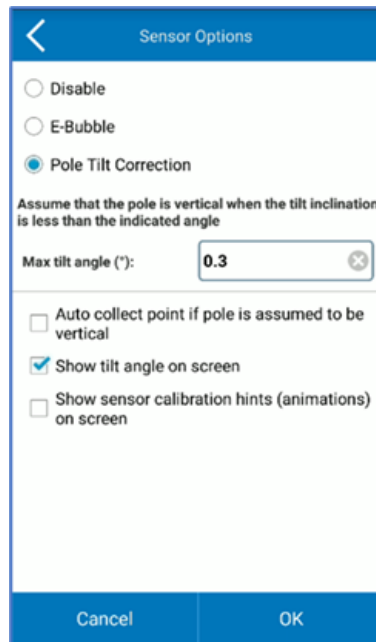 Sensor Options
Disable
E-Bubble
Pole Tilt Correction
Assume that the pole is vertical when the tilt inclination
is less than the indicated angle
Max tilt angle (°): 0.3
Auto collect point if pole is assumed to be
vertical
Show tilt angle on screen
Show sensor calibration hints (animations)
on screen
Cancel OK